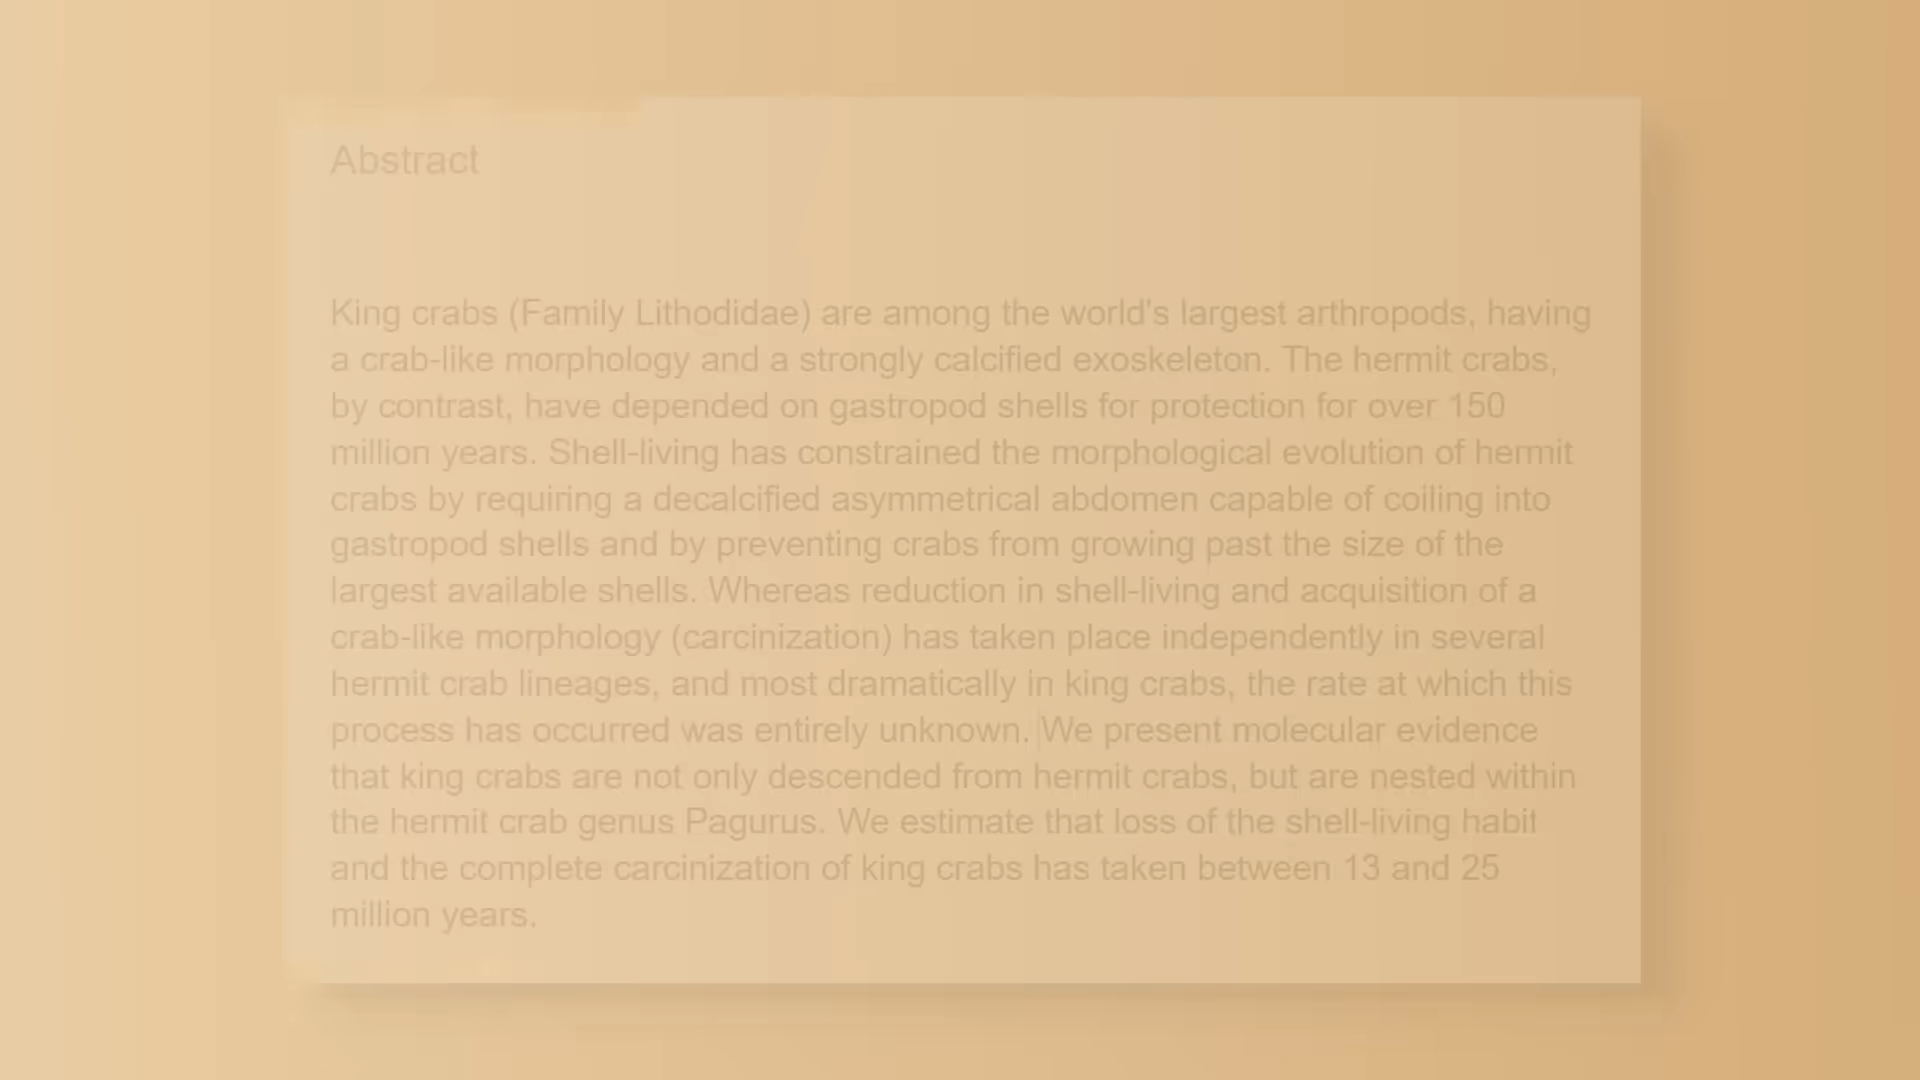 Abstract
King crabs (Family Lithodidae) are among the world's largest arthropods, having
a crab-like morphology and a strongly calcified exoskeleton. The hermit crabs,
by contrast, have depended on gastropod shells for protection for over 150
million years. Shell-living has constrained the morphological evolution of hermit
crabs by requiring a decalcified asymmetrical abdomen capable of coiling into
gastropod shells and by preventing crabs from growing past the size of the
largest available shells. Whereas reduction in shell-living and acquisition of a
crab-like morphology (carcinization) has taken place independently in several
hermit crab lineages, and most dramatically in king crabs, the rate at which this
process has occurred was entirely unknown. We present molecular evidence
that king crabs are not only descended from hermit crabs, but are nested within
the hermit crab genus Pagurus. We estimate that loss of the shell-living habit
and the complete carcinization of king crabs has taken between 13 and 25
million years.